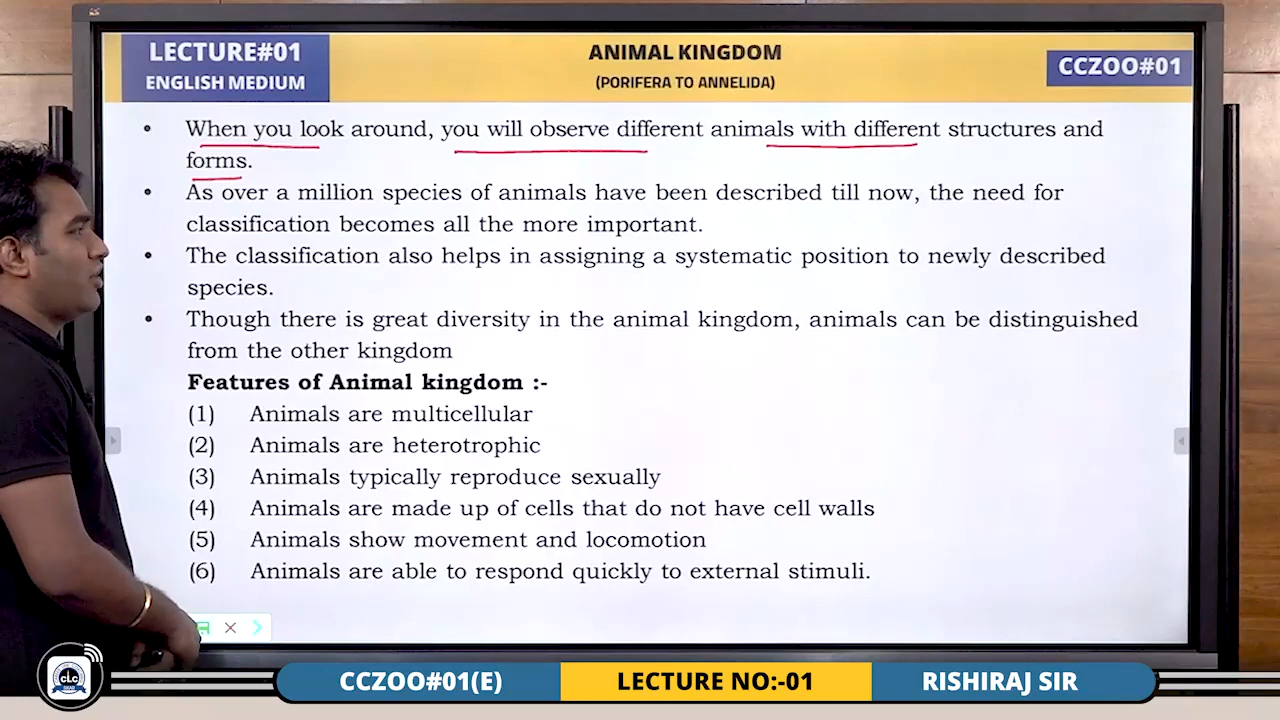 LECTURE#01
ENGLISH MEDIUM
ANIMAL KINGDOM
(PORIFERA TO ANNELIDA)
CCZOO#01
• When you look around, you will observe different animals with different structures and
forms.
• As over a million species of animals have been described till now, the need for
classification becomes all the more important.
• The classification also helps in assigning a systematic position to newly described
species.
• Though there is great diversity in the animal kingdom, animals can be distinguished
from the other kingdom
Features of Animal kingdom :-
(1) Animals are multicellular
(2) Animals are heterotrophic
(3) Animals typically reproduce sexually
(4) Animals are made up of cells that do not have cell walls
(5) Animals show movement and locomotion
(6) Animals are able to respond quickly to external stimuli.
CLC
SIKAR
CCZOO#01(E)
LECTURE NO:-01
RISHIRAJ SIR